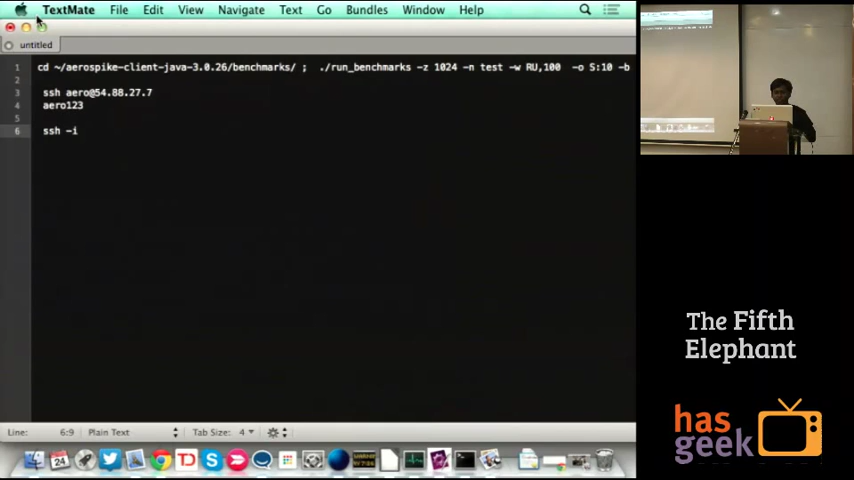 TextMate File Edit View Navigate Text Go Bundles Window Help
untitled
1 cd ~/aerospike-client-java-3.0.26/benchmarks/ ; ./run_benchmarks -z 1024 -n test -w RU,100 -o S:10 -b
2
3 ssh aero@54.88.27.7
4 aero123
5
6 ssh -i
Line: 6:9 Plain Text Tab Size: 4
The Fifth
Elephant
has
geek